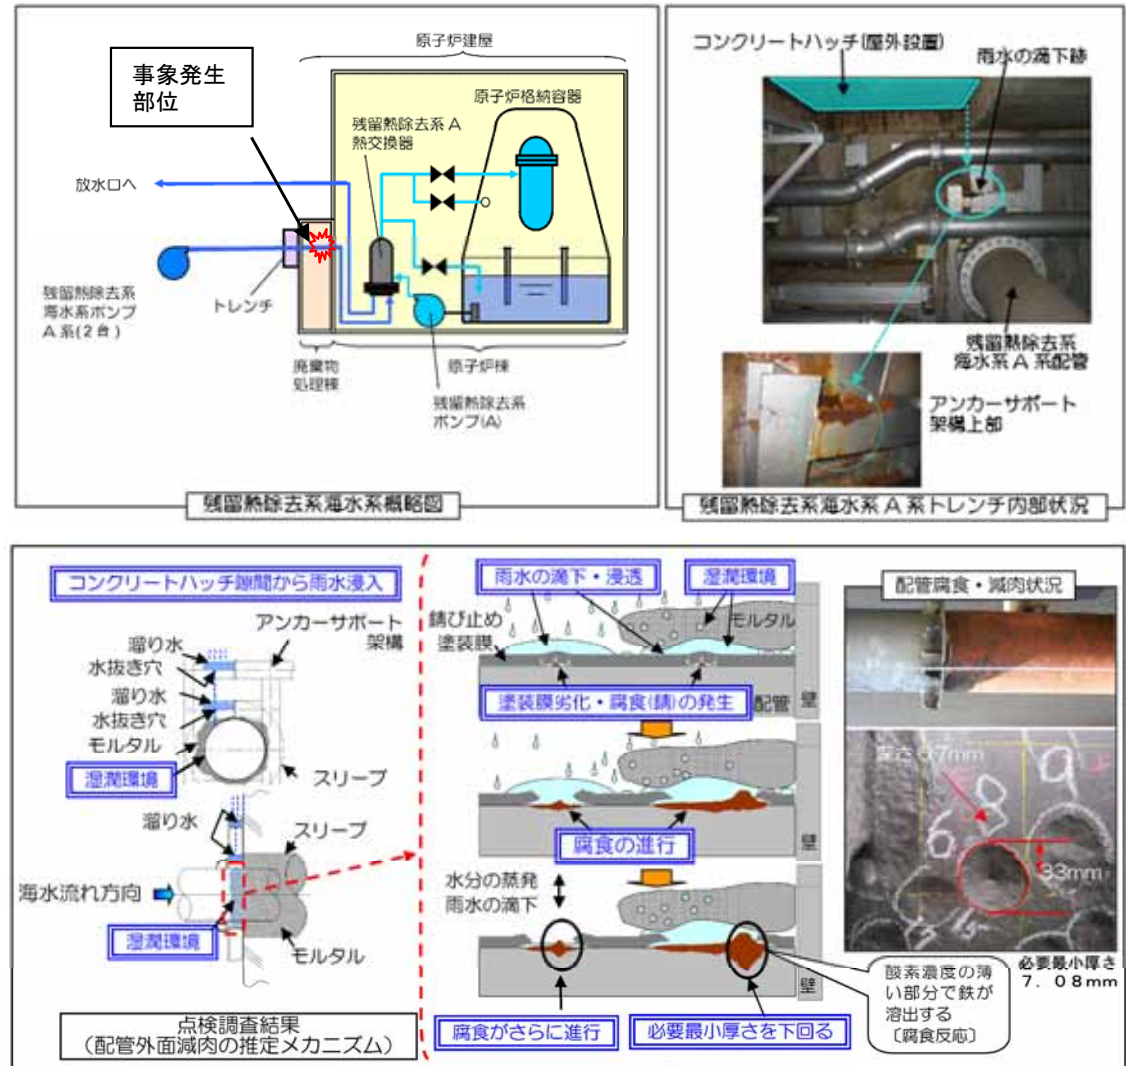 原子炉建屋
事象発生
部位
原子炉格納容器
残留熱除去系A
熱交換器
放水口へ
残留熱除去系
海水系ポンプ
A系(2台)
トレンチ
廃棄物
処理棟
原子炉棟
残留熱除去系
ポンプ(A)
残留熱除去系海水系概略図
コンクリートハッチ(屋外設置)
雨水の滴下跡
残留熱除去系
海水系A系配管
アンカーサポート
架構上部
残留熱除去系海水系A系トレンチ内部状況
コンクリートハッチ隙間から雨水浸入
アンカーサポート
架構
溜り水
水抜き穴
溜り水
水抜き穴
モルタル
湿潤環境
スリーブ
溜り水
スリーブ
海水流れ方向
湿潤環境
モルタル
点検調査結果
(配管外面減肉の推定メカニズム)
雨水の滴下・浸透
湿潤環境
錆び止め
塗装膜
モルタル
塗装膜劣化・腐食(錆)の発生
配管
壁
腐食の進行
壁
水分の蒸発
雨水の滴下
壁
腐食がさらに進行
必要最小厚さを下回る
酸素濃度の薄
い部分で鉄が
溶出する
〔腐食反応〕
配管腐食・減肉状況
33mm
必要最小厚さ
7.08mm